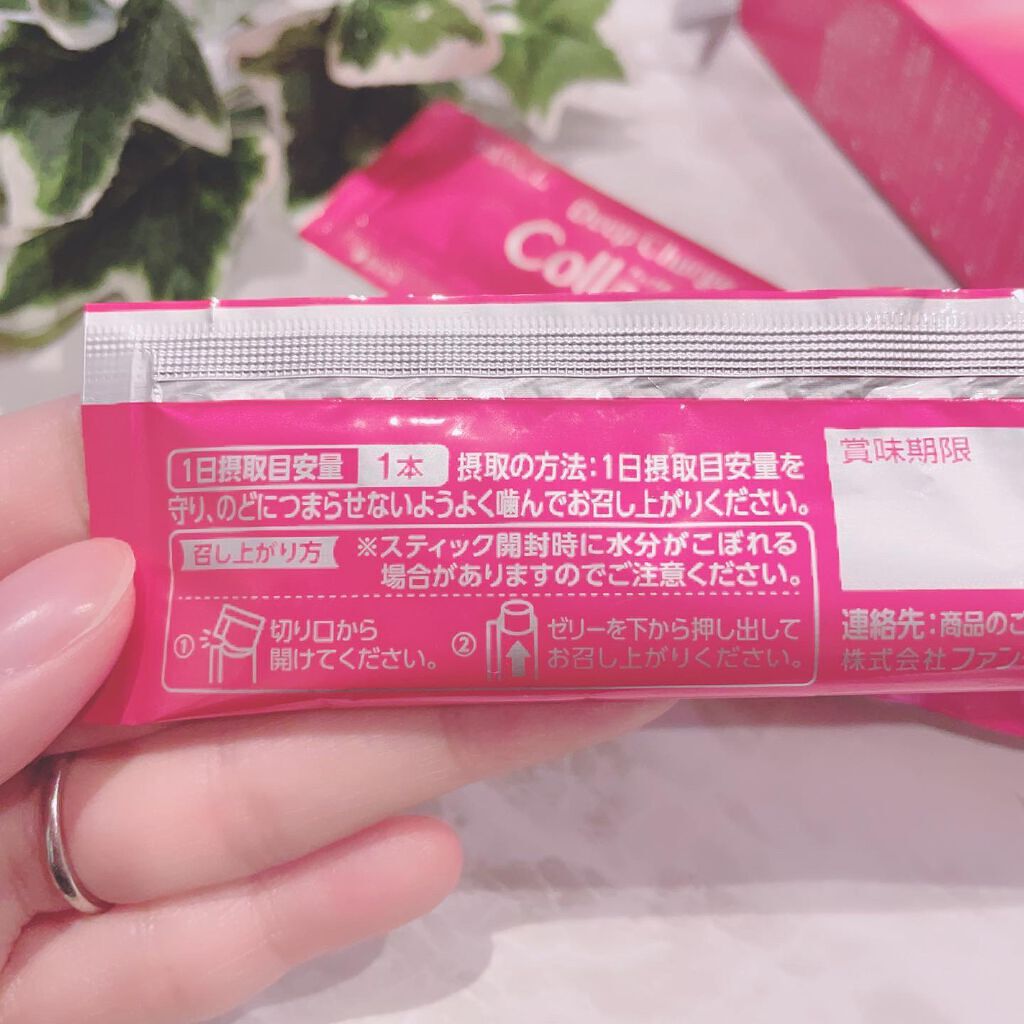 Deep Charge
Coll
1日摂取目安量 1本 摂取の方法:1日摂取目安量を
守り、のどにつまらせないようよく噛んでお召し上がりください。
召し上がり方 ※スティック開封時に水分がこぼれる
場合がありますのでご注意ください。
① 切り口から
開けてください。
② ゼリーを下から押し出して
お召し上がりください。
賞味期限
連絡先:商品のご
株式会社ファン